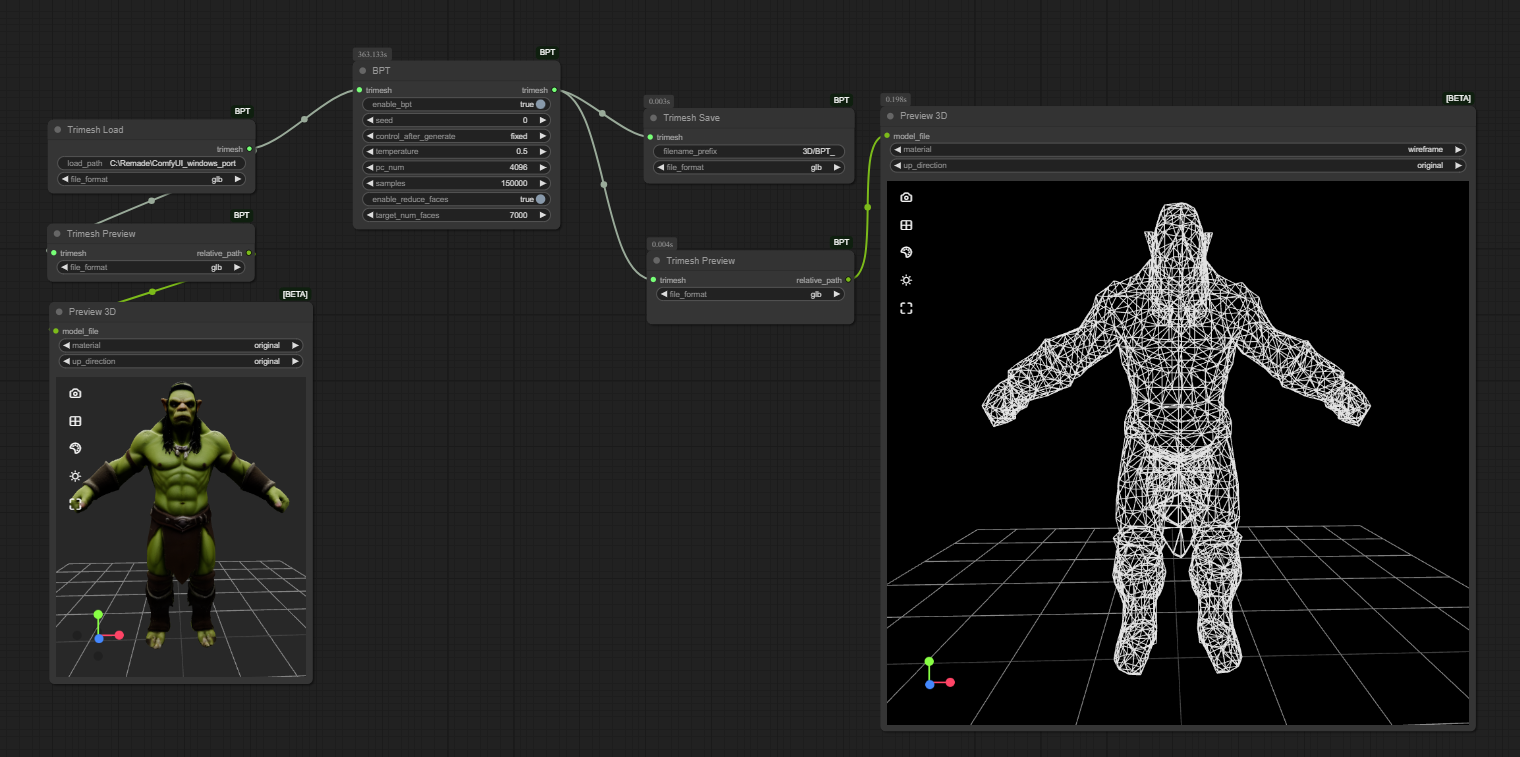 BPT
Trimesh Load
trimesh
load_path C:\Remade\ComfyUI_windows_port
file_format glb
BPT
Trimesh Preview
trimesh relative_path
file_format glb
[BETA]
Preview 3D
model_file
material original
up_direction original
363.133s BPT
BPT
trimesh trimesh
enable_bpt true
seed 0
control_after_generate fixed
temperature 0.5
pc_num 4096
samples 150000
enable_reduce_faces true
target_num_faces 7000
0.003s BPT
Trimesh Save
trimesh
filename_prefix 3D/BPT_
file_format glb
0.004s BPT
Trimesh Preview
trimesh relative_path
file_format glb
0.198s [BETA]
Preview 3D
model_file
material wireframe
up_direction original